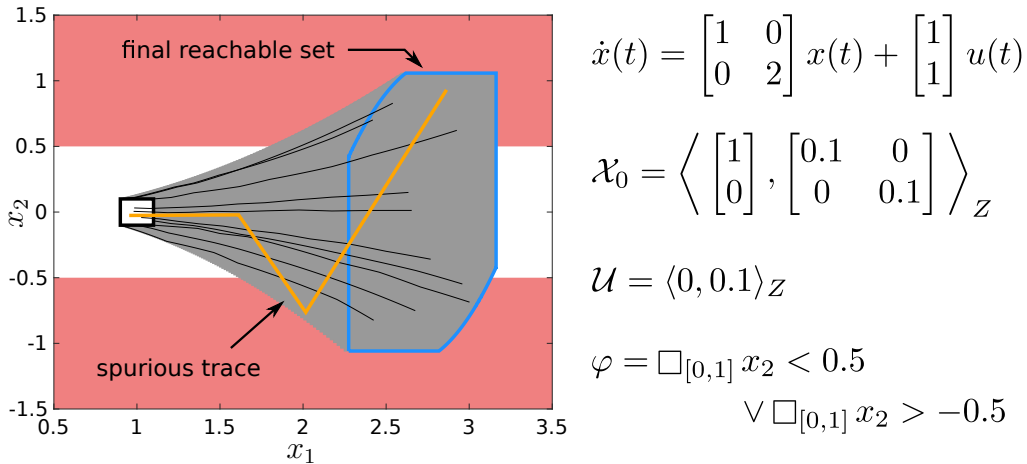 1.5
1
0.5
0
-0.5
-1
-1.5
x₂
0.5 1 1.5 2 2.5 3 3.5
x₁
final reachable set
spurious trace
ẋ(t) = [1 0; 0 2] x(t) + [1; 1] u(t)
𝒳₀ = ⟨[1; 0], [0.1 0; 0 0.1]⟩_Z
𝒰 = ⟨0, 0.1⟩_Z
φ = □_[0,1] x₂ < 0.5
∨ □_[0,1] x₂ > −0.5